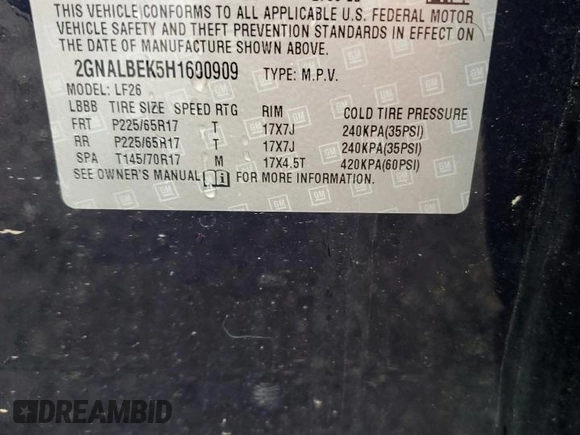 THIS VEHICLE CONFORMS TO ALL APPLICABLE U.S. FEDERAL MOTOR
VEHICLE SAFETY AND THEFT PREVENTION STANDARDS IN EFFECT ON
THE DATE OF MANUFACTURE SHOWN ABOVE.
2GNALBEK5H1600909 TYPE: M.P.V.
MODEL: LF26
LBBB TIRE SIZE SPEED RTG RIM COLD TIRE PRESSURE
FRT P225/65R17 T 17X7J 240KPA(35PSI)
RR P225/65R17 T 17X7J 240KPA(35PSI)
SPA T145/70R17 M 17X4.5T 420KPA(60PSI)
SEE OWNER'S MANUAL FOR MORE INFORMATION.
GM
DREAMBID